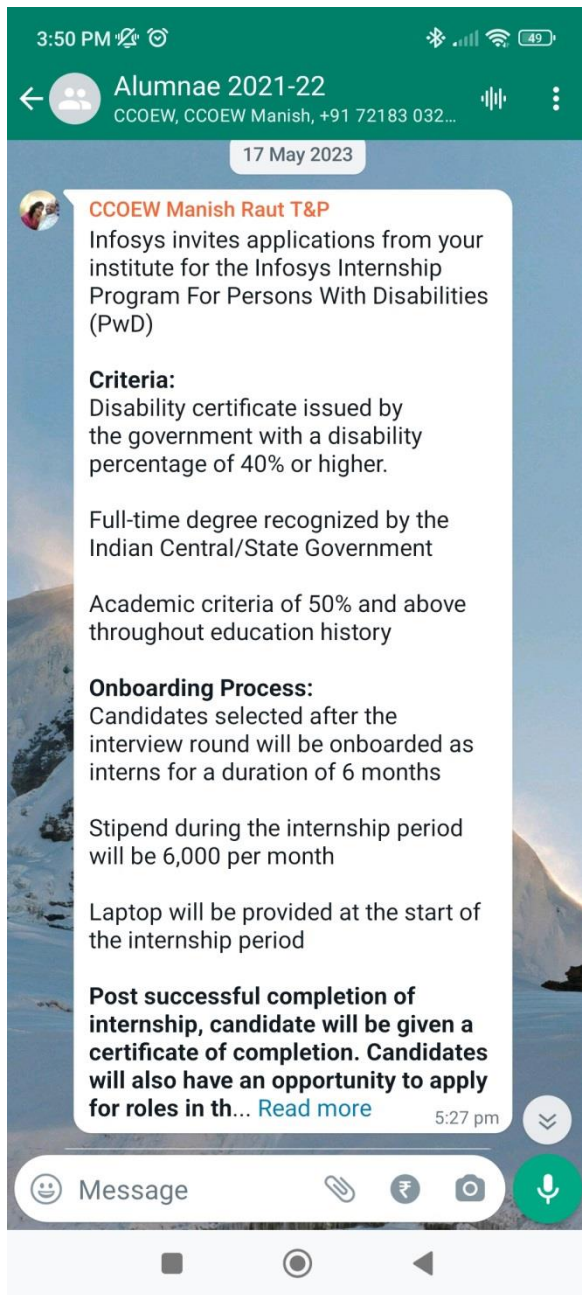 3:50 PM
49
Alumnae 2021-22
CCOEW, CCOEW Manish, +91 72183 032...
17 May 2023
CCOEW Manish Raut T&P
Infosys invites applications from your
institute for the Infosys Internship
Program For Persons With Disabilities
(PwD)
Criteria:
Disability certificate issued by
the government with a disability
percentage of 40% or higher.
Full-time degree recognized by the
Indian Central/State Government
Academic criteria of 50% and above
throughout education history
Onboarding Process:
Candidates selected after the
interview round will be onboarded as
interns for a duration of 6 months
Stipend during the internship period
will be 6,000 per month
Laptop will be provided at the start of
the internship period
Post successful completion of
internship, candidate will be given a
certificate of completion. Candidates
will also have an opportunity to apply
for roles in th... Read more
5:27 pm
Message
₹